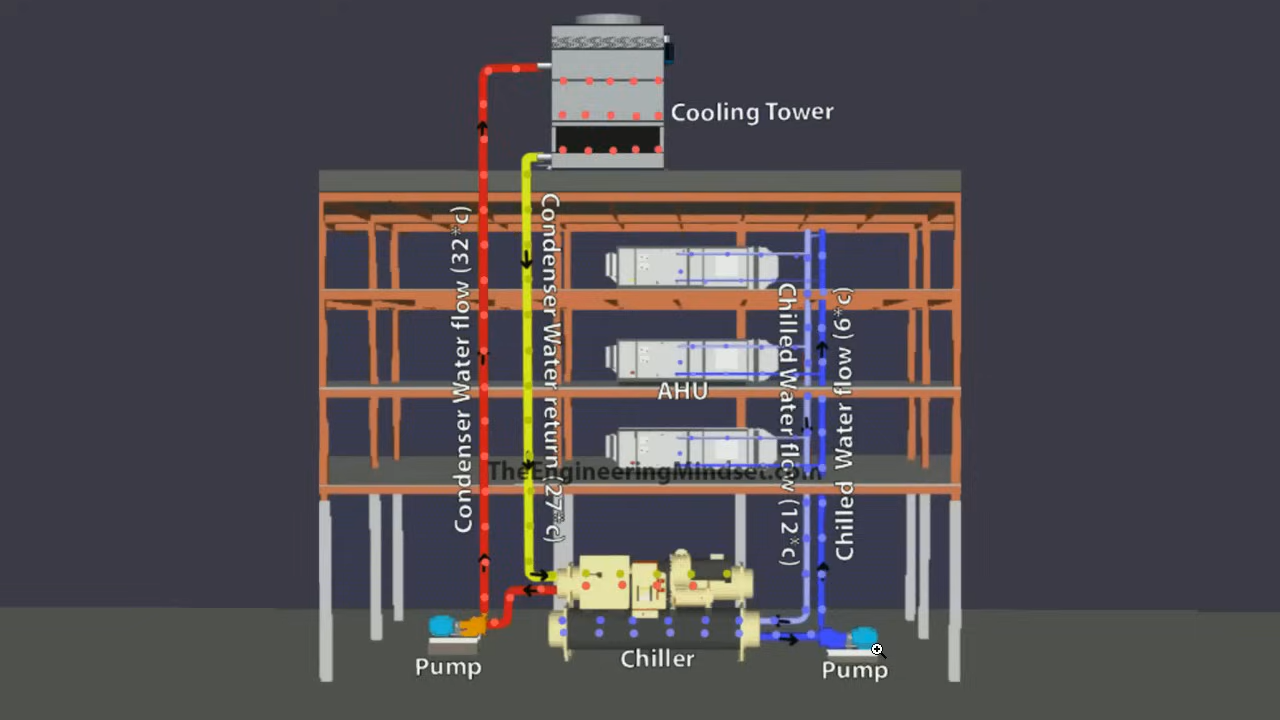 Cooling Tower
Condenser Water flow (32*c)
Condenser Water return (27*c)
Chilled Water flow (12*c)
Chilled Water flow (6*c)
AHU
TheEngineeringMindset.com
Pump
Chiller
Pump